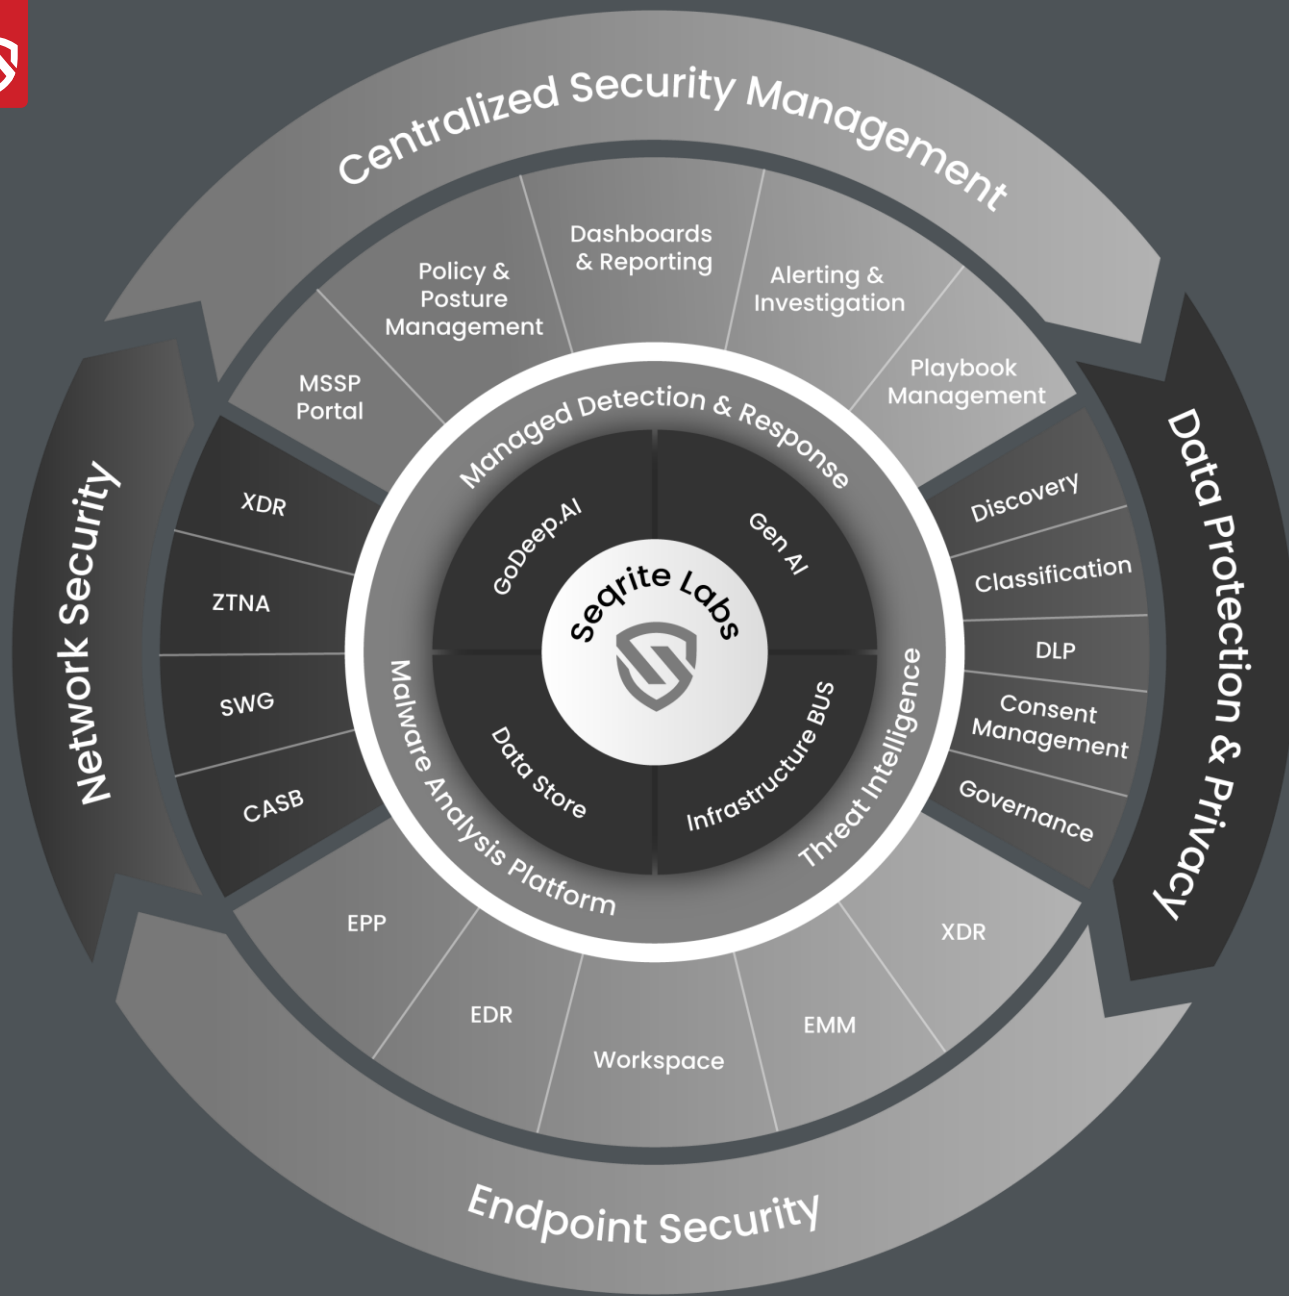 Centralized Security Management
Dashboards
& Reporting
Policy &
Posture
Management
Alerting &
Investigation
MSSP
Portal
Playbook
Management
Network Security
XDR
ZTNA
SWG
CASB
Managed Detection & Response
Malware Analysis Platform
Threat Intelligence
GoDeep.AI
Gen AI
Data Store
Infrastructure BUS
Seqrite Labs
Data Protection & Privacy
Discovery
Classification
DLP
Consent
Management
Governance
EPP
EDR
Workspace
EMM
XDR
Endpoint Security